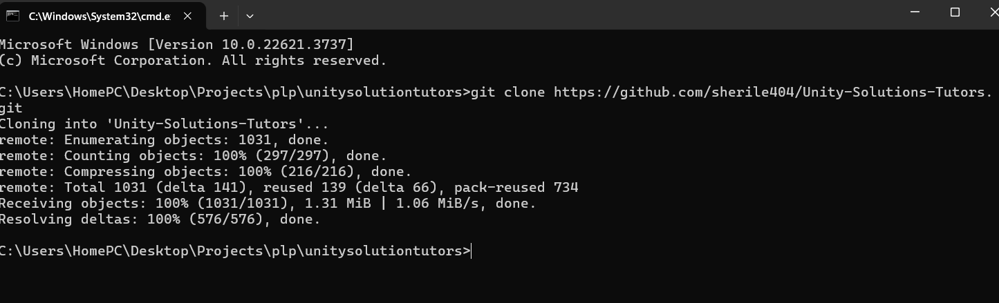 C:\Windows\System32\cmd.e
Microsoft Windows [Version 10.0.22621.3737]
(c) Microsoft Corporation. All rights reserved.
C:\Users\HomePC\Desktop\Projects\plp\unitysolutiontutors>git clone https://github.com/sherile404/Unity-Solutions-Tutors.
git
Cloning into 'Unity-Solutions-Tutors'...
remote: Enumerating objects: 1031, done.
remote: Counting objects: 100% (297/297), done.
remote: Compressing objects: 100% (216/216), done.
remote: Total 1031 (delta 141), reused 139 (delta 66), pack-reused 734
Receiving objects: 100% (1031/1031), 1.31 MiB | 1.06 MiB/s, done.
Resolving deltas: 100% (576/576), done.
C:\Users\HomePC\Desktop\Projects\plp\unitysolutiontutors>